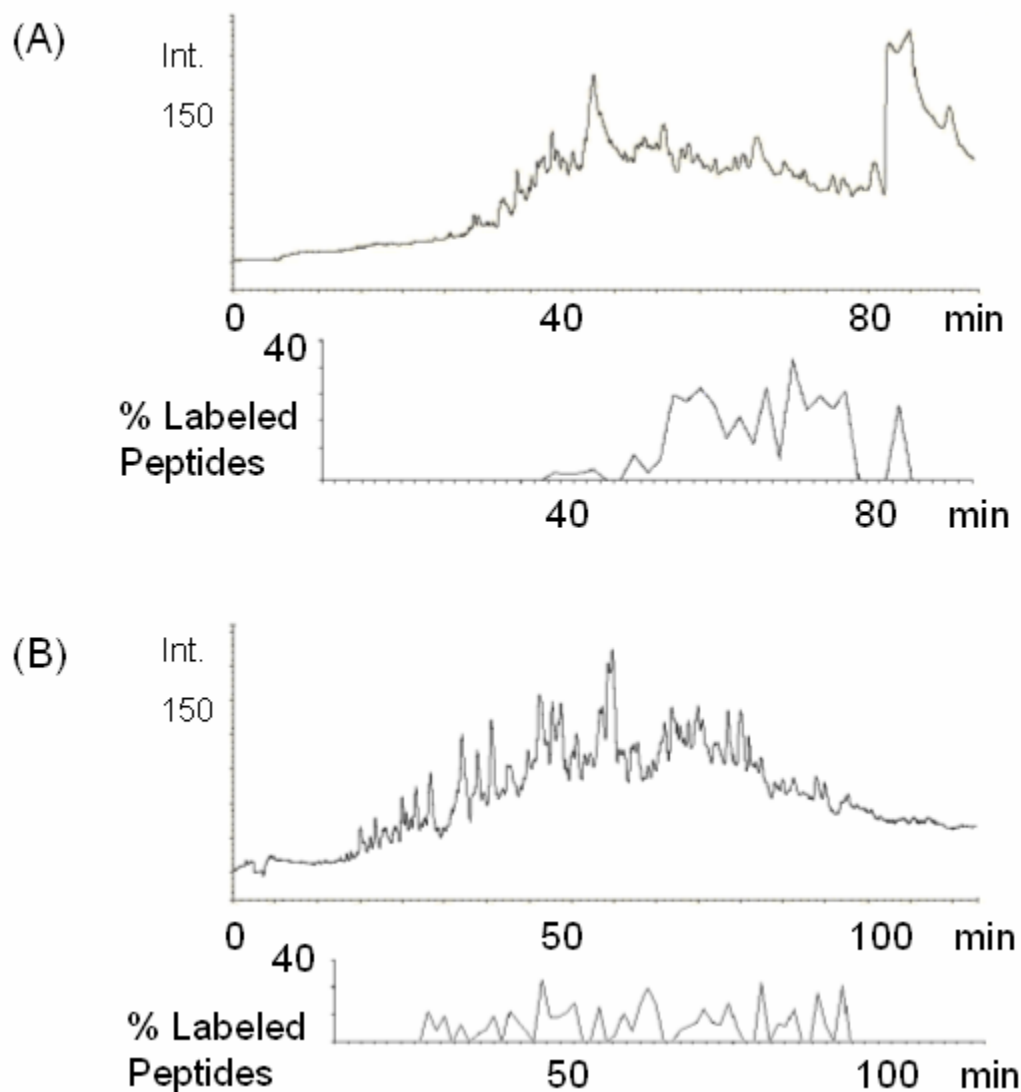 (A)
Int.
150
0 40 80 min
40
% Labeled
Peptides
40 80 min
(B)
Int.
150
0 50 100 min
40
% Labeled
Peptides
50 100 min